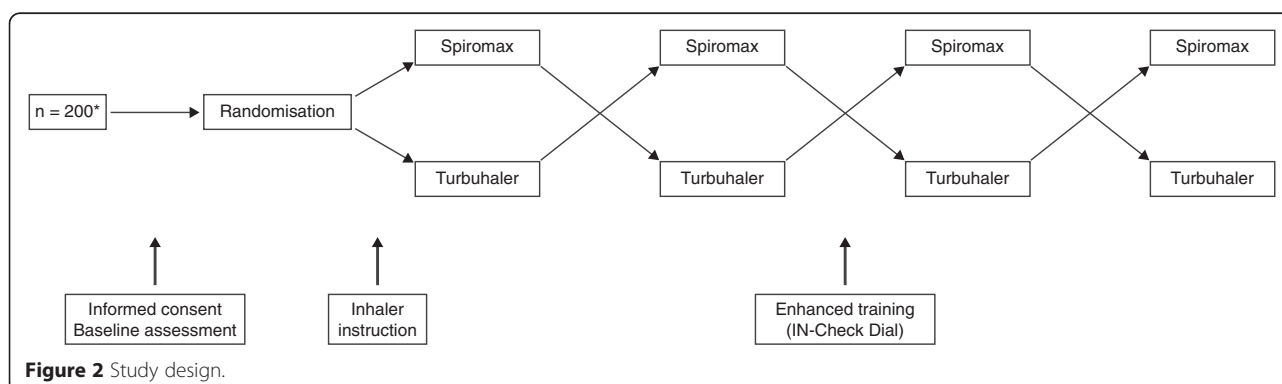 Spiromax
Spiromax
Spiromax
Spiromax
n = 200*
Randomisation
Turbuhaler
Turbuhaler
Turbuhaler
Turbuhaler
Informed consent
Baseline assessment
Inhaler
instruction
Enhanced training
(IN-Check Dial)
Figure 2 Study design.